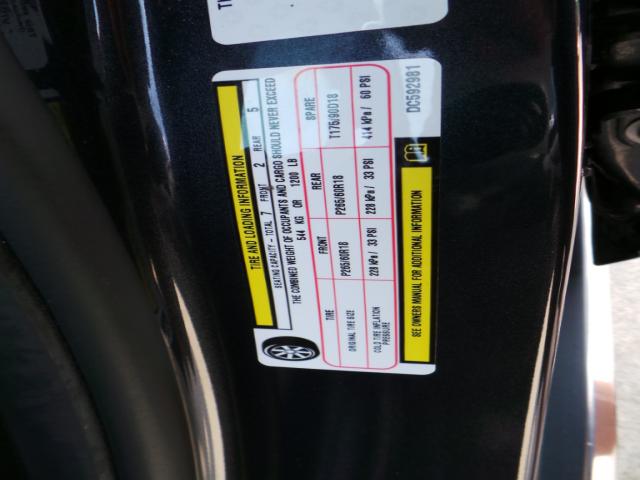 TIRE AND LOADING INFORMATION
SEATING CAPACITY - TOTAL 7 FRONT 2 REAR 5
THE COMBINED WEIGHT OF OCCUPANTS AND CARGO SHOULD NEVER EXCEED
544 KG OR 1200 LB
TIRE FRONT REAR SPARE
ORIGINAL TIRE SIZE P265/60R18 P265/60R18 T175/90D18
COLD TIRE INFLATION PRESSURE 228 kPa / 33 PSI 228 kPa / 33 PSI 414 kPa / 60 PSI
SEE OWNERS MANUAL FOR ADDITIONAL INFORMATION
DC592981